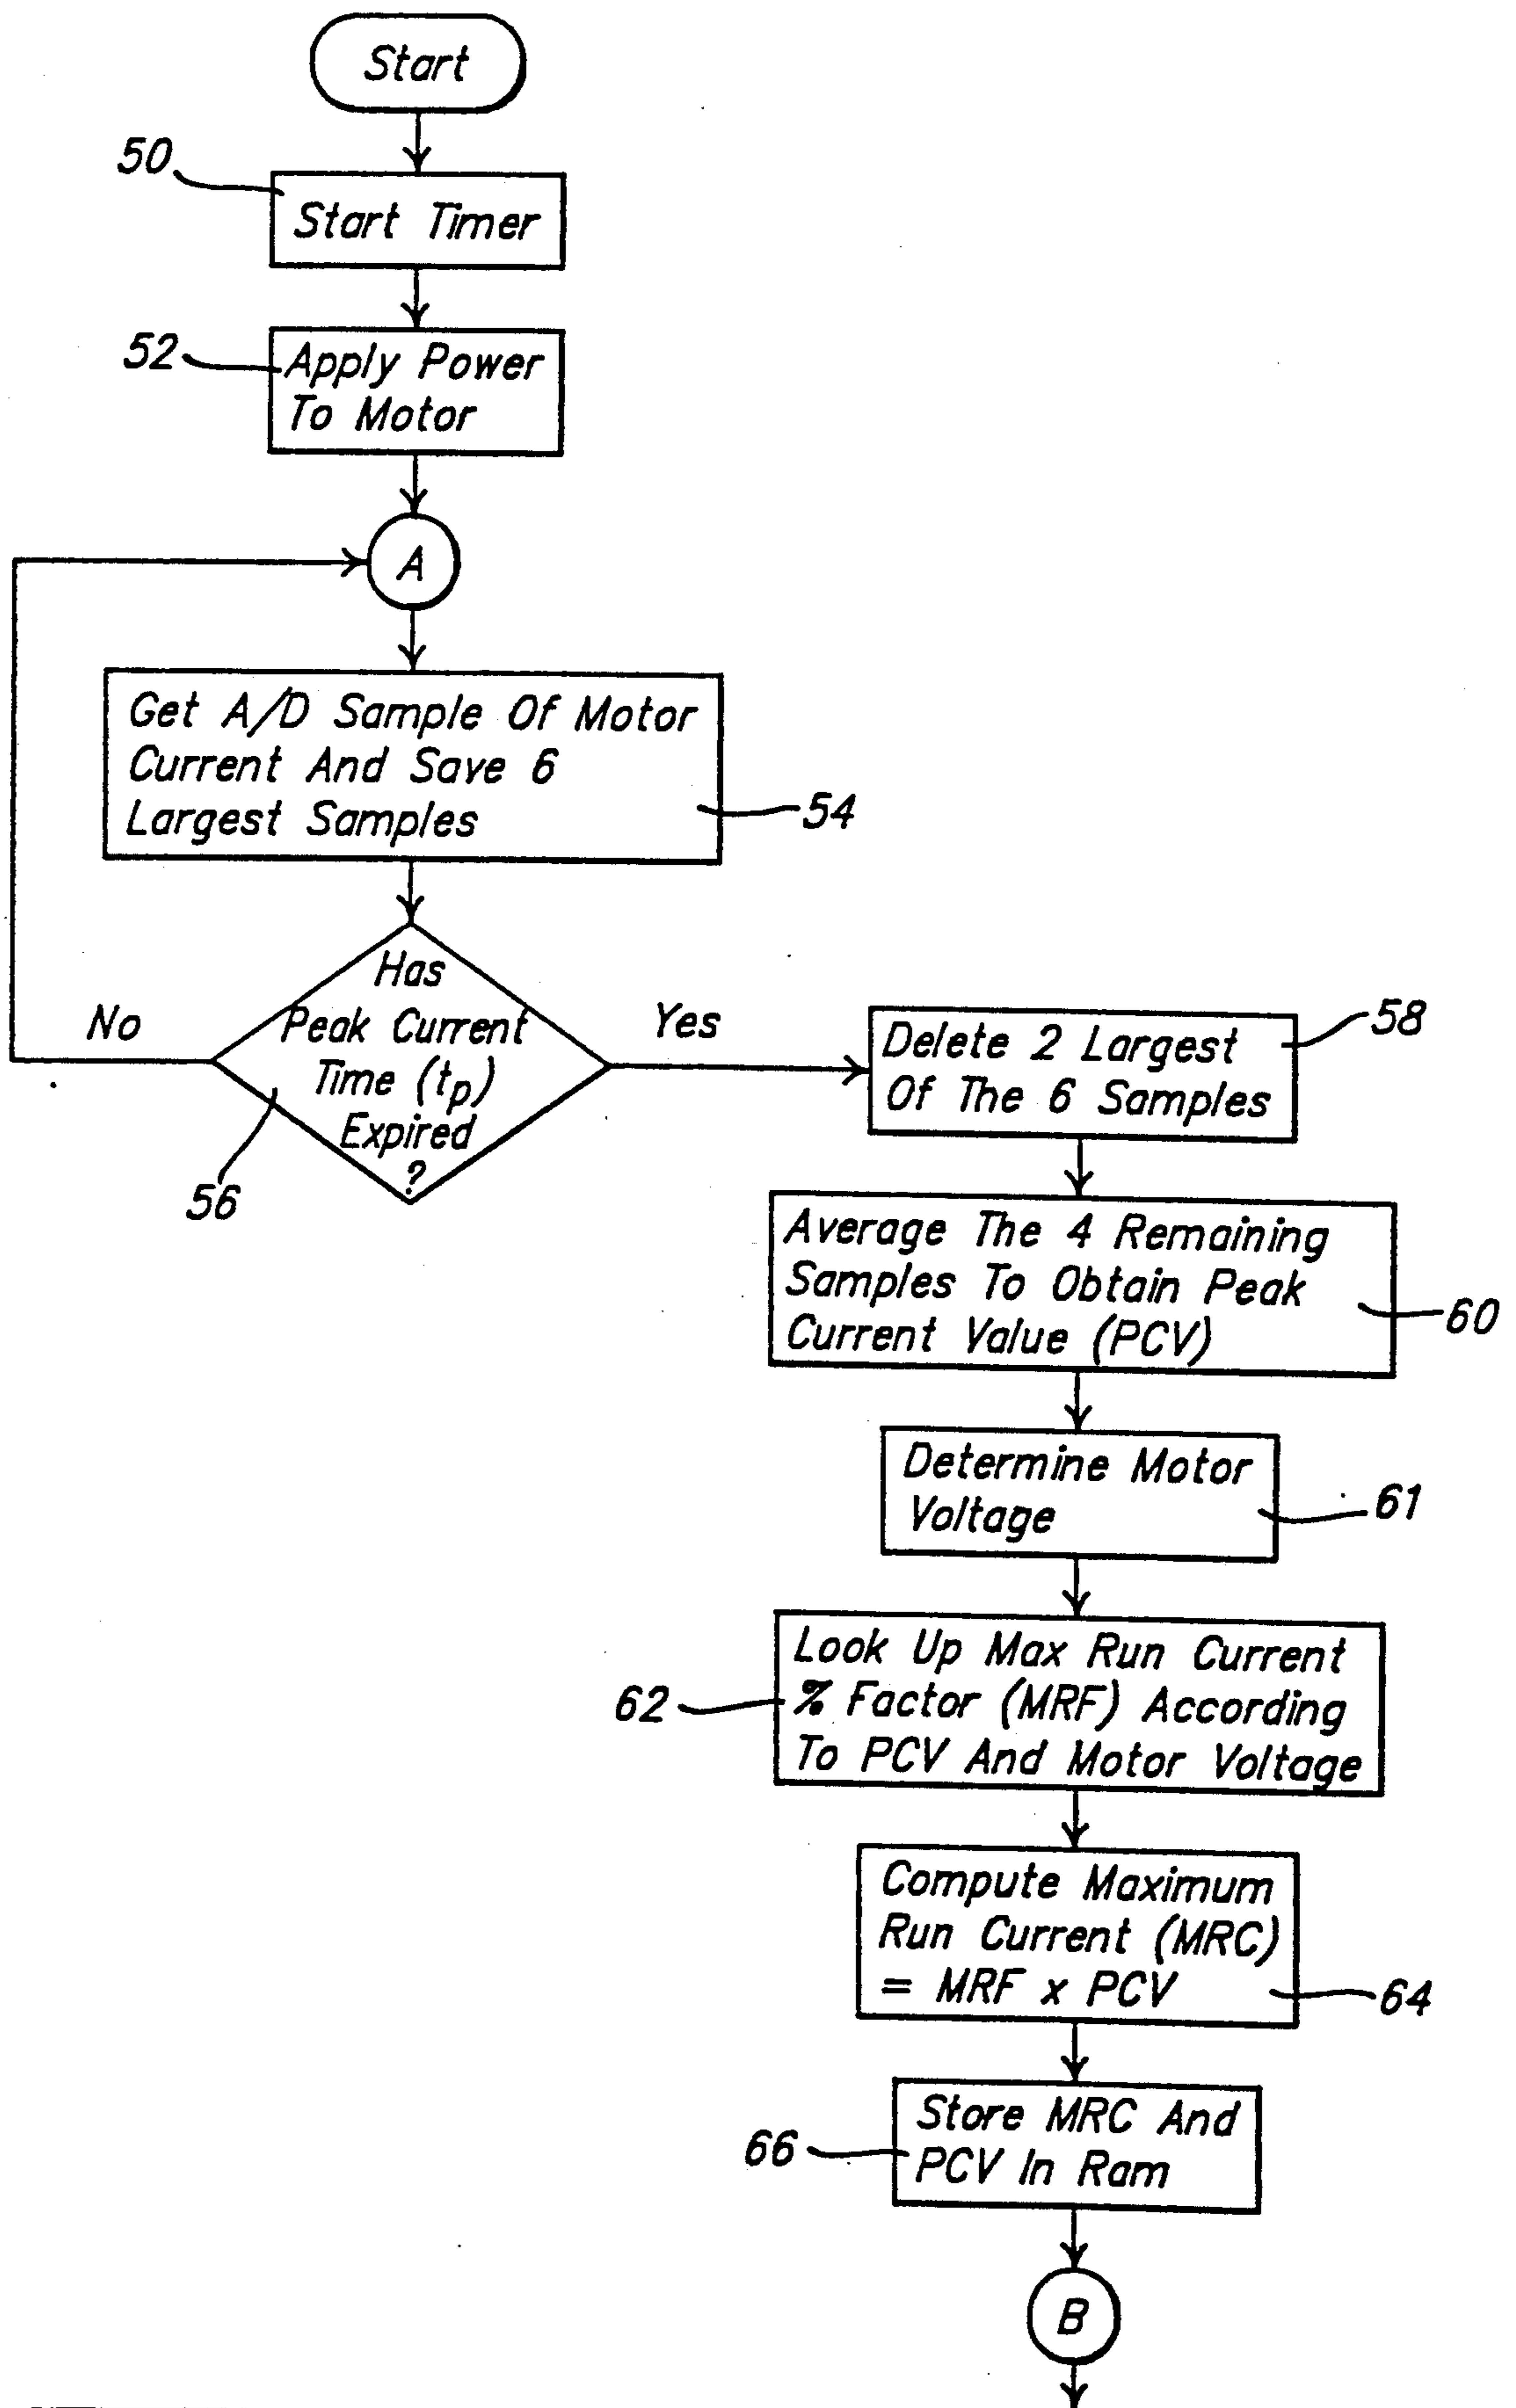 Start
50
Start Timer
52
Apply Power
To Motor
A
Get A/D Sample Of Motor
Current And Save 6
Largest Samples
54
Has
Peak Current
Time (tp)
Expired
?
56
No
Yes
Delete 2 Largest
Of The 6 Samples
58
Average The 4 Remaining
Samples To Obtain Peak
Current Value (PCV)
60
Determine Motor
Voltage
61
Look Up Max Run Current
% Factor (MRF) According
To PCV And Motor Voltage
62
Compute Maximum
Run Current (MRC)
= MRF x PCV
64
Store MRC And
PCV In Ram
66
B